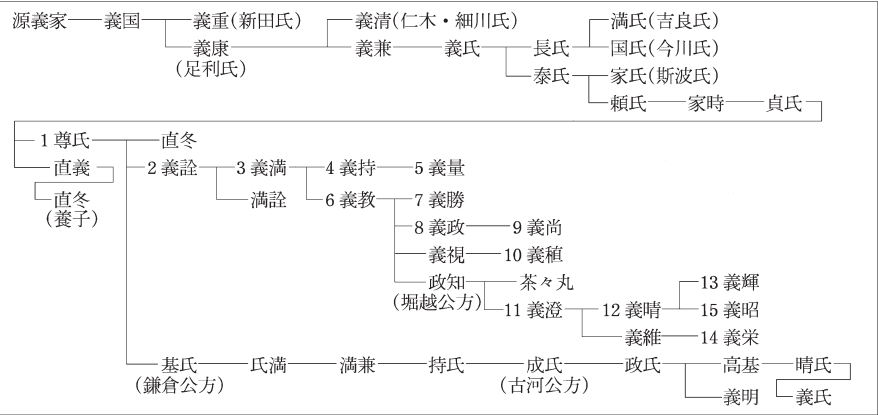 源義家 義国 義重(新田氏) 義清(仁木・細川氏) 満氏(吉良氏)
義康 義兼 義氏 長氏 国氏(今川氏)
(足利氏) 泰氏 家氏(斯波氏)
頼氏 家時 貞氏
1 尊氏 直冬
直義 2 義詮 3 義満 4 義持 5 義量
直冬 満詮 6 義教 7 義勝
(養子) 8 義政 9 義尚
義視 10 義稙
政知 茶々丸 13 義輝
(堀越公方) 11 義澄 12 義晴 15 義昭
義維 14 義栄
基氏 氏満 満兼 持氏 成氏 政氏 高基 晴氏
(鎌倉公方) (古河公方) 義明 義氏